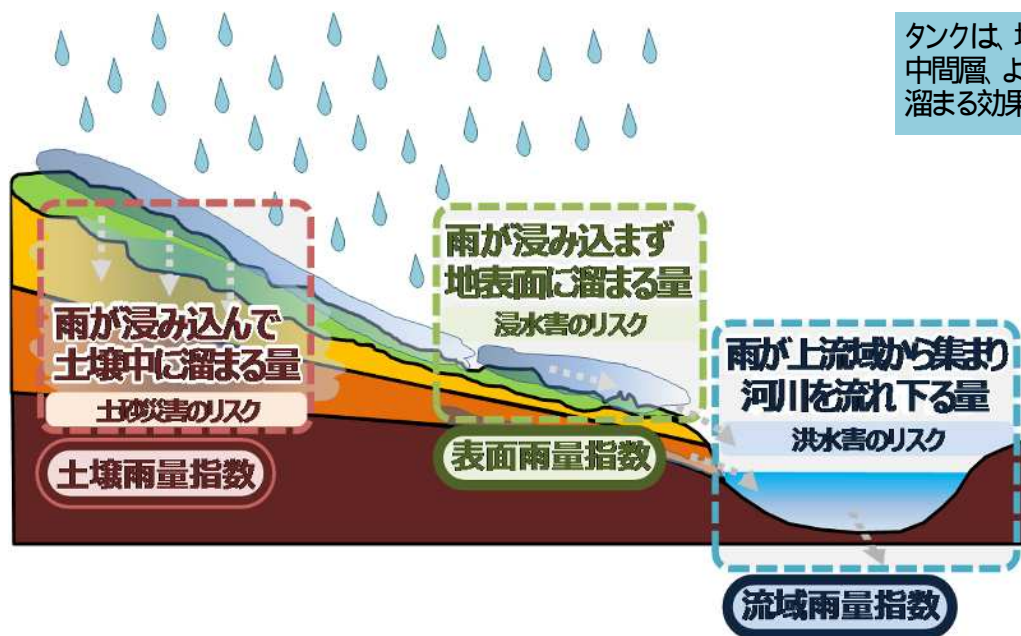 タンクは、
中間層、よ
溜まる効果
雨が浸み込んで
土壌中に溜まる量
土砂災害のリスク
土壌雨量指数
雨が浸み込まず
地表面に溜まる量
浸水害のリスク
表面雨量指数
雨が上流域から集まり
河川を流れ下る量
洪水害のリスク
流域雨量指数